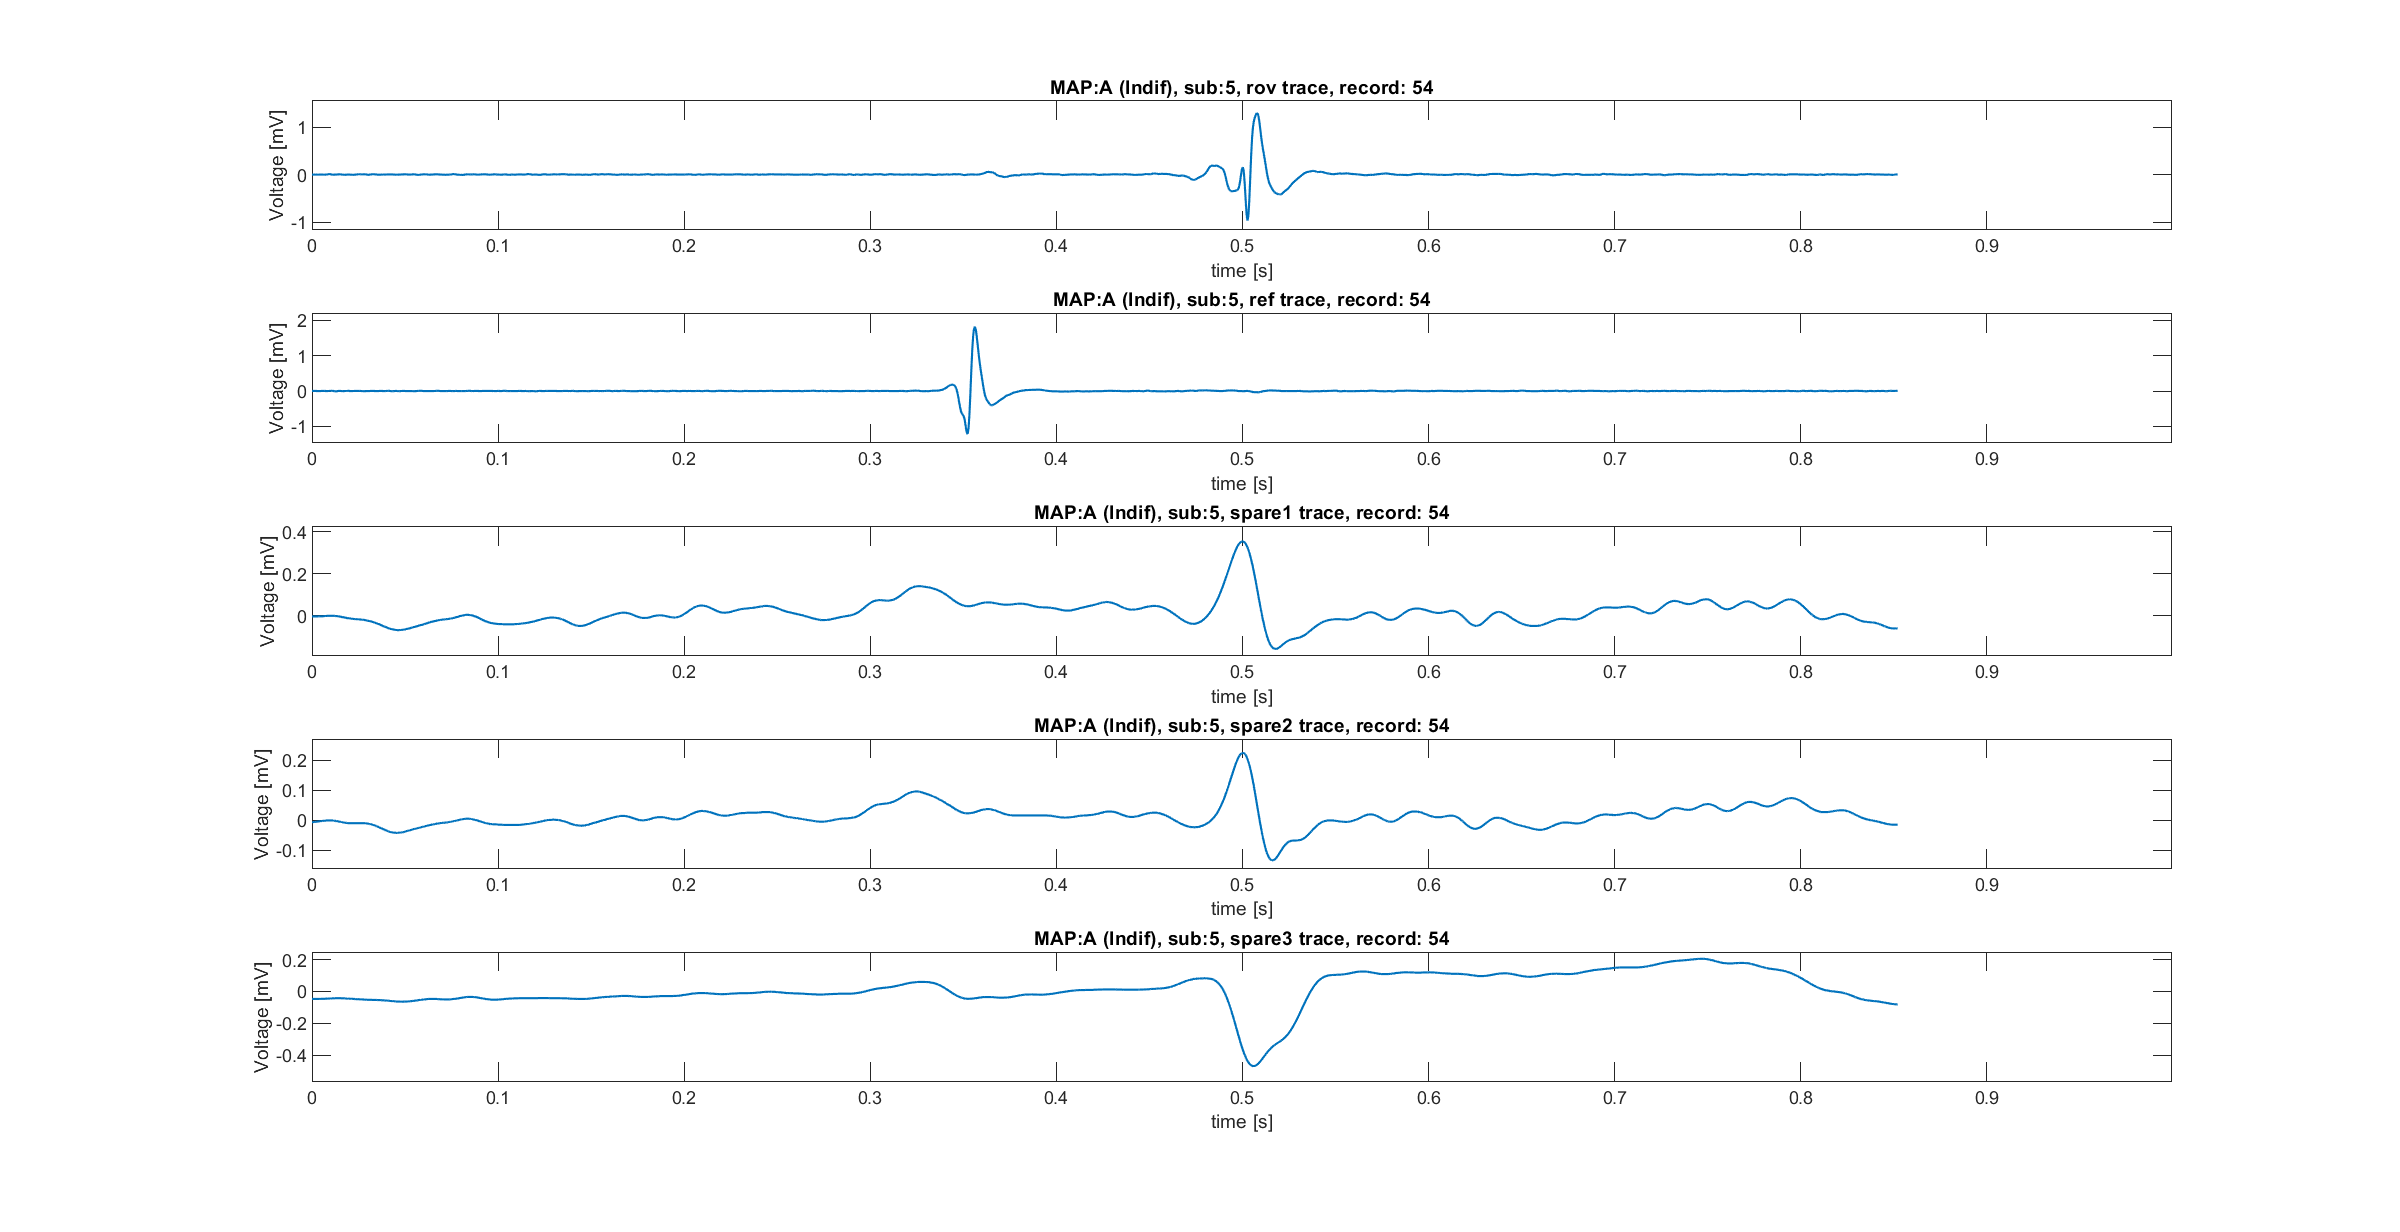 MAP:A (Indif), sub:5, rov trace, record: 54
Voltage [mV]
1
0
-1
0 0.1 0.2 0.3 0.4 0.5 0.6 0.7 0.8 0.9
time [s]
MAP:A (Indif), sub:5, ref trace, record: 54
Voltage [mV]
2
1
0
-1
0 0.1 0.2 0.3 0.4 0.5 0.6 0.7 0.8 0.9
time [s]
MAP:A (Indif), sub:5, spare1 trace, record: 54
Voltage [mV]
0.4
0.2
0
0 0.1 0.2 0.3 0.4 0.5 0.6 0.7 0.8 0.9
time [s]
MAP:A (Indif), sub:5, spare2 trace, record: 54
Voltage [mV]
0.2
0.1
0
-0.1
0 0.1 0.2 0.3 0.4 0.5 0.6 0.7 0.8 0.9
time [s]
MAP:A (Indif), sub:5, spare3 trace, record: 54
Voltage [mV]
0.2
0
-0.2
-0.4
0 0.1 0.2 0.3 0.4 0.5 0.6 0.7 0.8 0.9
time [s]